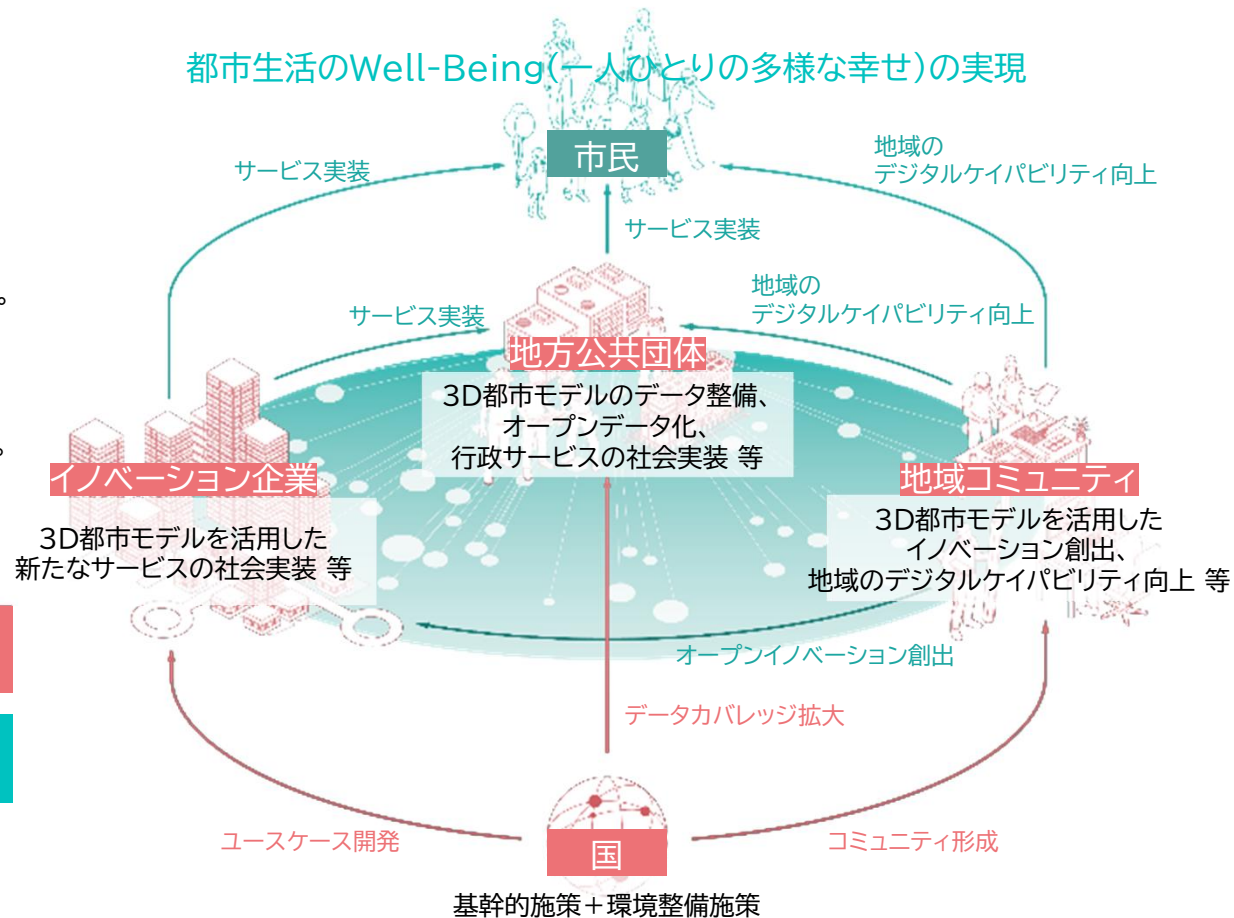 都市生活のWell-Being（一人ひとりの多様な幸せ）の実現
市民
サービス実装
地域の
デジタルケイパビリティ向上
サービス実装
サービス実装
地域の
デジタルケイパビリティ向上
地方公共団体
3D都市モデルのデータ整備、
オープンデータ化、
行政サービスの社会実装 等
イノベーション企業
3D都市モデルを活用した
新たなサービスの社会実装 等
地域コミュニティ
3D都市モデルを活用した
イノベーション創出、
地域のデジタルケイパビリティ向上 等
オープンイノベーション創出
データカバレッジ拡大
ユースケース開発
コミュニティ形成
国
基幹的施策＋環境整備施策
。
。